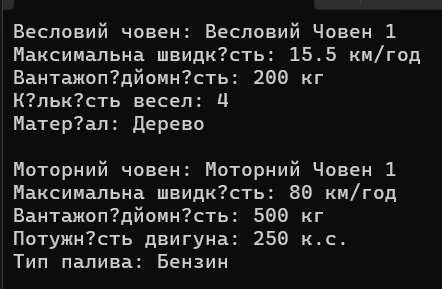 Весловий човен: Весловий Човен 1
Максимальна швидк?сть: 15.5 км/год
Вантажоп?дйомн?сть: 200 кг
К?льк?сть весел: 4
Матер?ал: Дерево

Моторний човен: Моторний Човен 1
Максимальна швидк?сть: 80 км/год
Вантажоп?дйомн?сть: 500 кг
Потужн?сть двигуна: 250 к.с.
Тип палива: Бензин